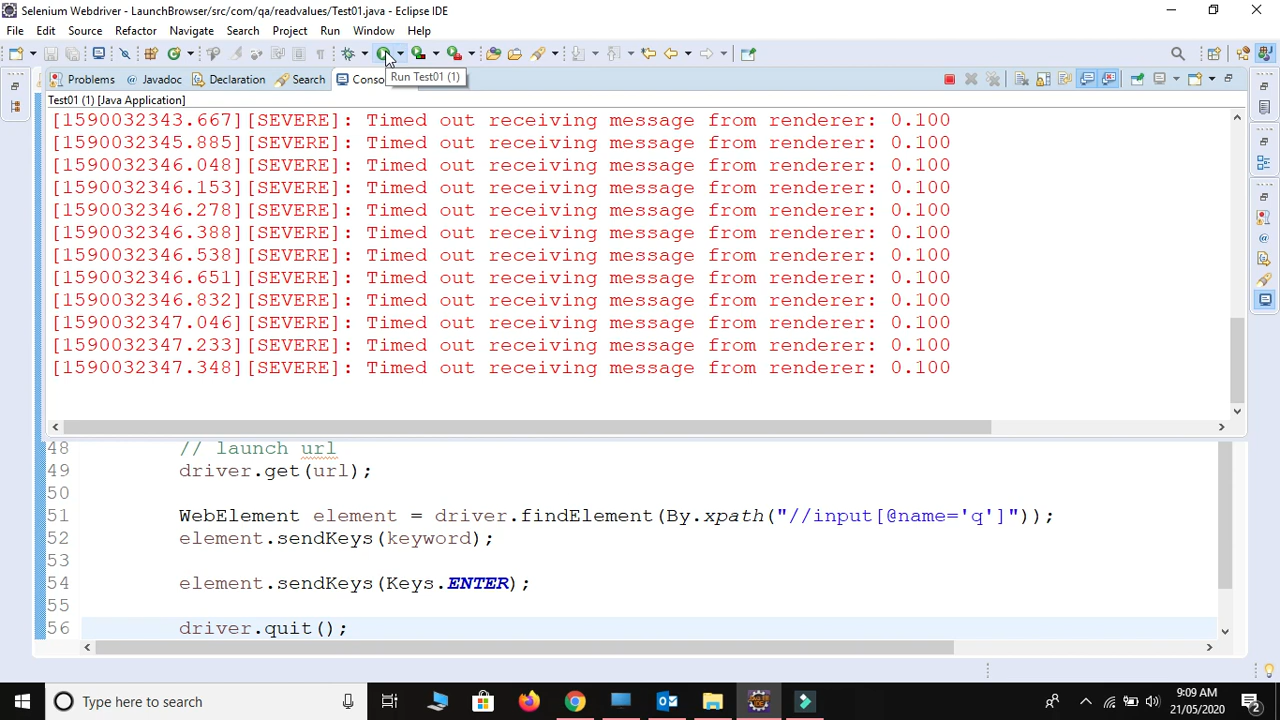 Selenium Webdriver - LaunchBrowser/src/com/qa/readvalues/Test01.java - Eclipse IDE
File Edit Source Refactor Navigate Search Project Run Window Help
Run Test01 (1)
Problems Javadoc Declaration Search Conso
Test01 (1) [Java Application]
[1590032343.667][SEVERE]: Timed out receiving message from renderer: 0.100
[1590032345.885][SEVERE]: Timed out receiving message from renderer: 0.100
[1590032346.048][SEVERE]: Timed out receiving message from renderer: 0.100
[1590032346.153][SEVERE]: Timed out receiving message from renderer: 0.100
[1590032346.278][SEVERE]: Timed out receiving message from renderer: 0.100
[1590032346.388][SEVERE]: Timed out receiving message from renderer: 0.100
[1590032346.538][SEVERE]: Timed out receiving message from renderer: 0.100
[1590032346.651][SEVERE]: Timed out receiving message from renderer: 0.100
[1590032346.832][SEVERE]: Timed out receiving message from renderer: 0.100
[1590032347.046][SEVERE]: Timed out receiving message from renderer: 0.100
[1590032347.233][SEVERE]: Timed out receiving message from renderer: 0.100
[1590032347.348][SEVERE]: Timed out receiving message from renderer: 0.100
48 // launch url
49 driver.get(url);
50
51 WebElement element = driver.findElement(By.xpath("//input[@name='q']"));
52 element.sendKeys(keyword);
53
54 element.sendKeys(Keys.ENTER);
55
56 driver.quit();
Type here to search
9:09 AM
21/05/2020
2